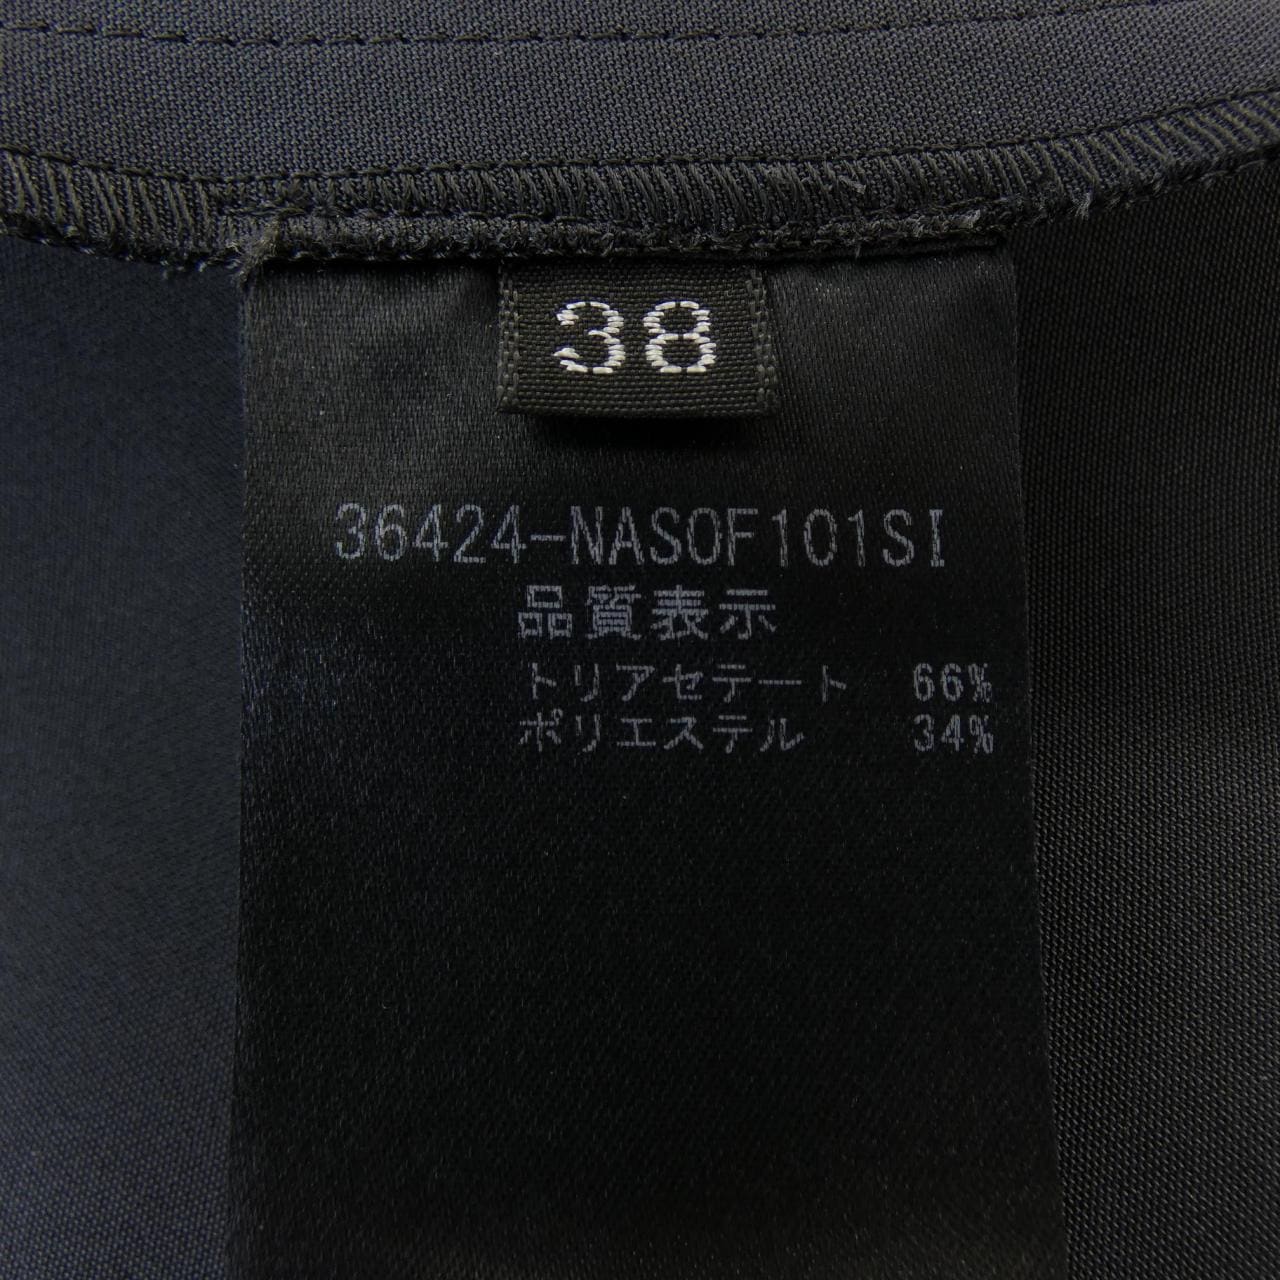 38
36424-NASOF101SI
品質表示
トリアセテート 66%
ポリエステル 34%